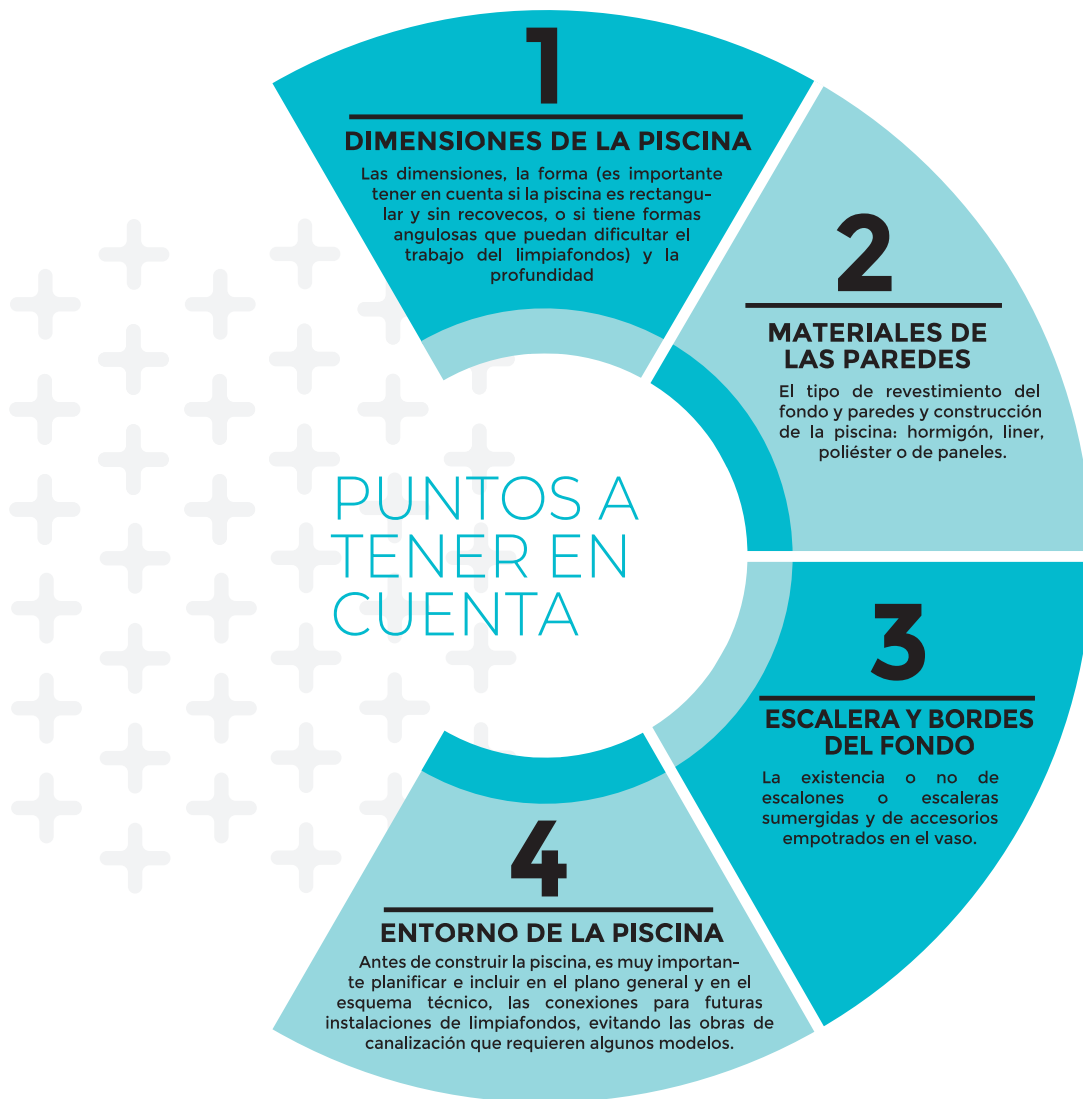 1
DIMENSIONES DE LA PISCINA
Las dimensiones, la forma (es importante
tener en cuenta si la piscina es rectangu-
lar y sin recovecos, o si tiene formas
angulosas que puedan dificultar el
trabajo del limpiafondos) y la
profundidad
2
MATERIALES DE
LAS PAREDES
El tipo de revestimiento del
fondo y paredes y construcción
de la piscina: hormigón, liner,
poliéster o de paneles.
PUNTOS A
TENER EN
CUENTA
3
ESCALERA Y BORDES
DEL FONDO
La existencia o no de
escalones o escaleras
sumergidas y de accesorios
empotrados en el vaso.
4
ENTORNO DE LA PISCINA
Antes de construir la piscina, es muy importan-
te planificar e incluir en el plano general y en el
esquema técnico, las conexiones para futuras
instalaciones de limpiafondos, evitando las obras de
canalización que requieren algunos modelos.